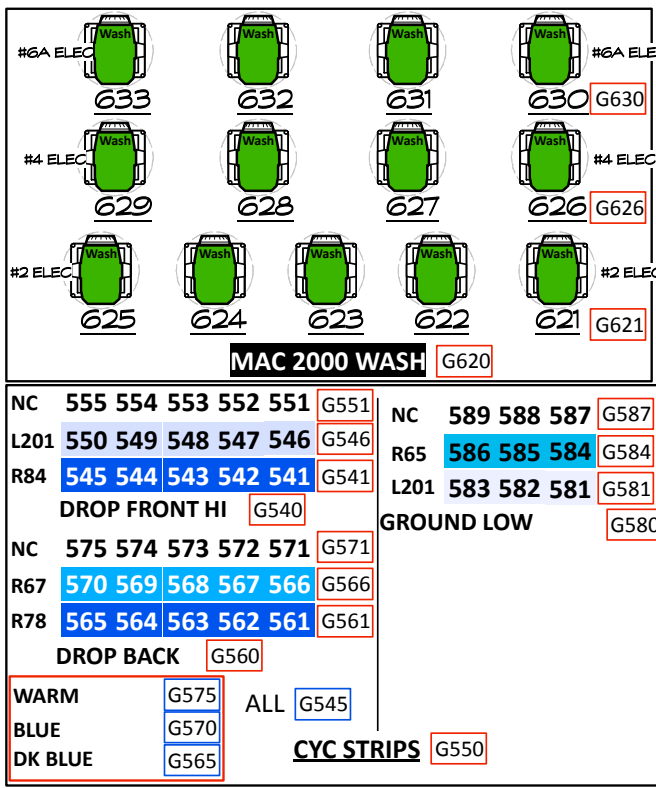 Wash Wash Wash Wash
#6A ELEC #6A ELE
633 632 631 630 G630
Wash Wash Wash Wash
#4 ELEC #4 ELEC
629 628 627 626 G626
Wash Wash Wash Wash Wash
#2 ELEC #2 ELEC
625 624 623 622 621 G621
MAC 2000 WASH G620
NC 555 554 553 552 551 G551
L201 550 549 548 547 546 G546
R84 545 544 543 542 541 G541
DROP FRONT HI G540
NC 575 574 573 572 571 G571
R67 570 569 568 567 566 G566
R78 565 564 563 562 561 G561
DROP BACK G560
WARM G575
BLUE G570
DK BLUE G565
ALL G545
NC 589 588 587 G587
R65 586 585 584 G584
L201 583 582 581 G581
GROUND LOW G580
CYC STRIPS G550